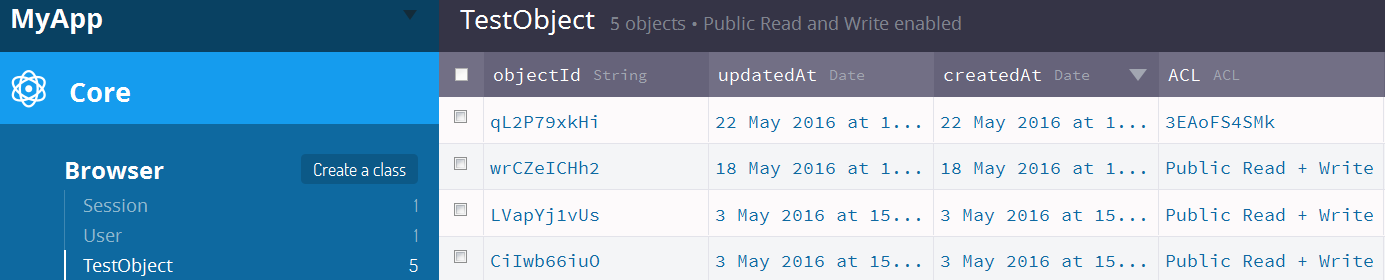 MyApp
Core
Browser
Create a class
Session 1
User 1
TestObject 5
TestObject 5 objects • Public Read and Write enabled
objectId String updatedAt Date createdAt Date ACL ACL
qL2P79xkHi 22 May 2016 at 1... 22 May 2016 at 1... 3EAoFS4SMk
wrCZeICHh2 18 May 2016 at 1... 18 May 2016 at 1... Public Read + Write
LVapYj1vUs 3 May 2016 at 15... 3 May 2016 at 15... Public Read + Write
CiIwb66iuO 3 May 2016 at 15... 3 May 2016 at 15... Public Read + Write